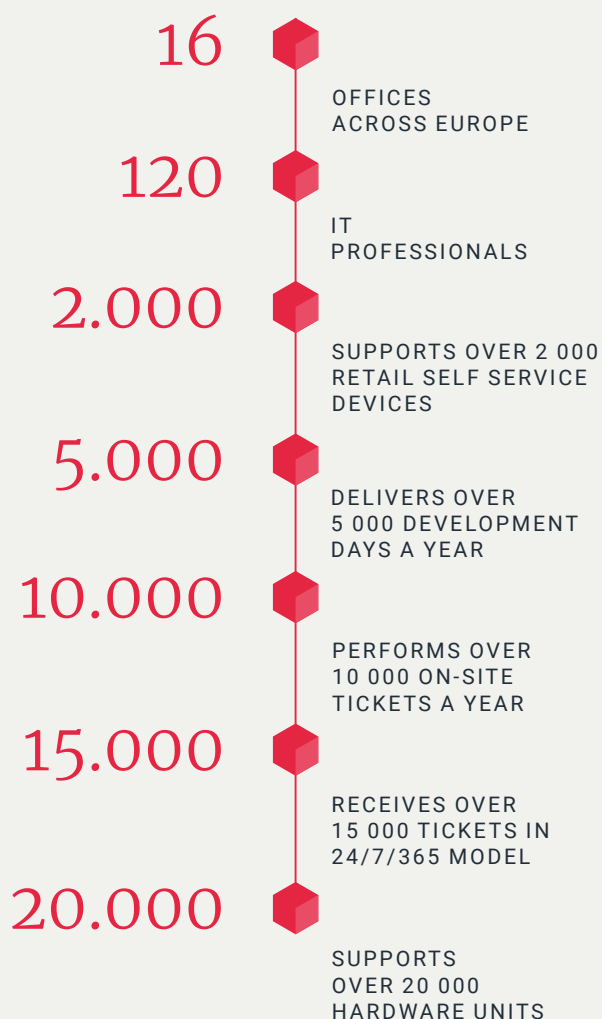 16
OFFICES
ACROSS EUROPE
120
IT
PROFESSIONALS
2.000
SUPPORTS OVER 2 000
RETAIL SELF SERVICE
DEVICES
5.000
DELIVERS OVER
5 000 DEVELOPMENT
DAYS A YEAR
10.000
PERFORMS OVER
10 000 ON-SITE
TICKETS A YEAR
15.000
RECEIVES OVER
15 000 TICKETS IN
24/7/365 MODEL
20.000
SUPPORTS
OVER 20 000
HARDWARE UNITS